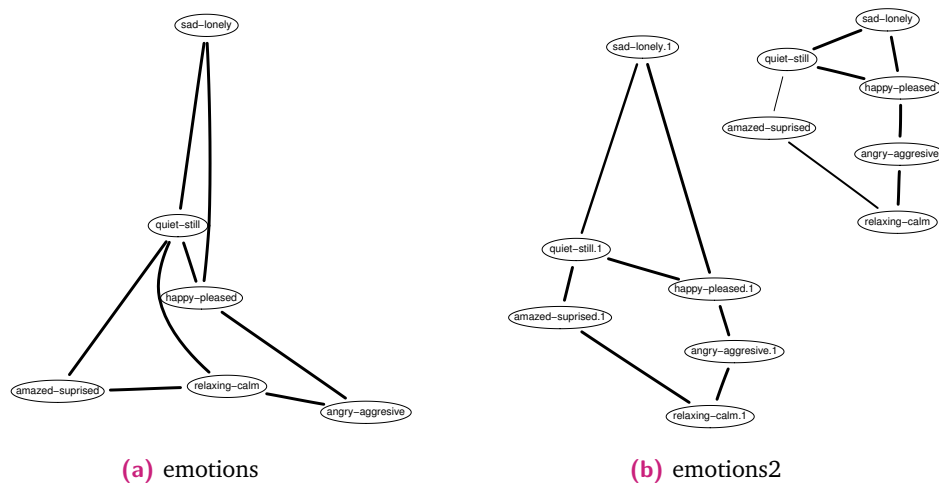 sad−lonely
quiet−still
happy−pleased
relaxing−calm
amazed−suprised
angry−aggresive
(a) emotions
sad−lonely.1
quiet−still.1
happy−pleased.1
amazed−suprised.1
angry−aggresive.1
relaxing−calm.1
sad−lonely
quiet−still
happy−pleased
amazed−suprised
angry−aggresive
relaxing−calm
(b) emotions2